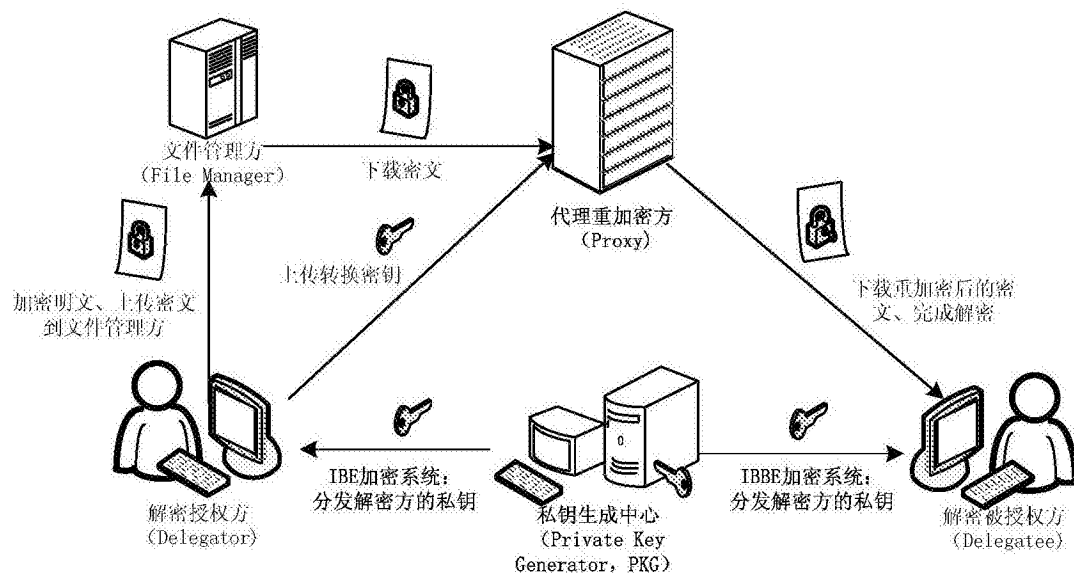 文件管理方
(File Manager)
下载密文
代理重加密方
(Proxy)
上传转换密钥
加密明文、上传密文
到文件管理方
下载重加密后的密
文、完成解密
IBE加密系统:
分发解密方的私钥
IBBE加密系统:
分发解密方的私钥
解密授权方
(Delegator)
私钥生成中心
(Private Key
Generator, PKG)
解密被授权方
(Delegatee)